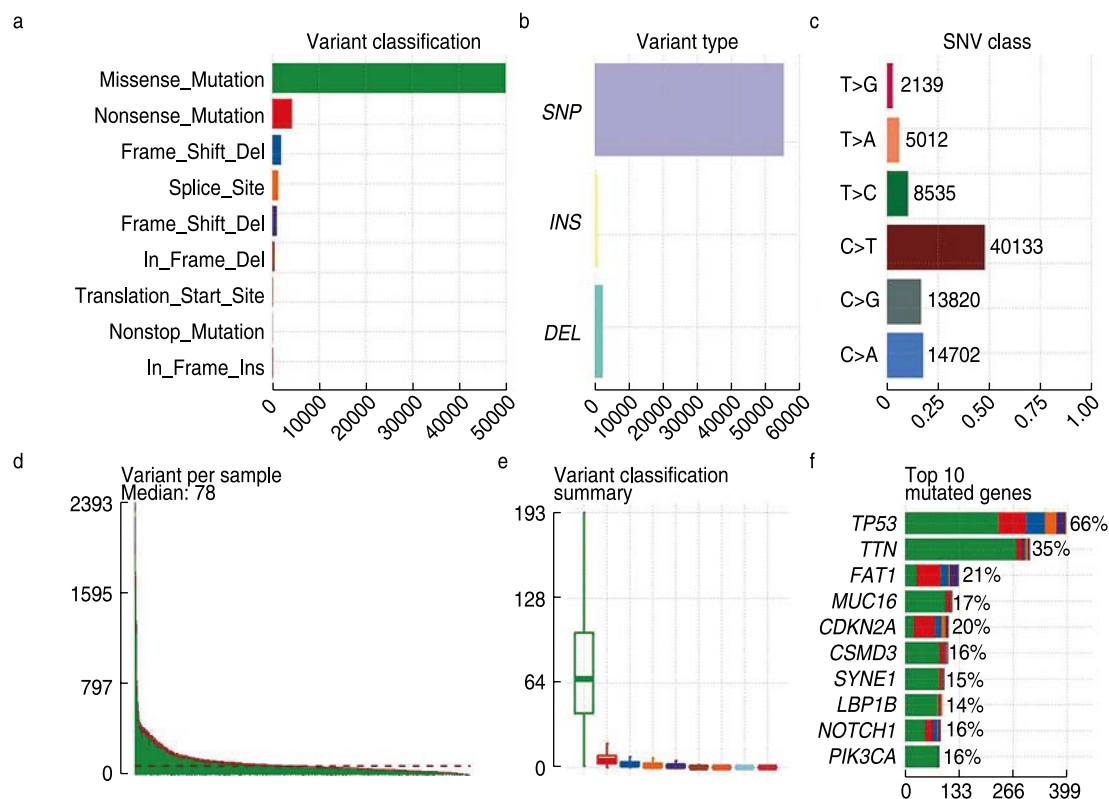 a
Variant classification
Missense_Mutation
Nonsense_Mutation
Frame_Shift_Del
Splice_Site
Frame_Shift_Del
In_Frame_Del
Translation_Start_Site
Nonstop_Mutation
In_Frame_Ins
0 10000 20000 30000 40000 50000
b
Variant type
SNP
INS
DEL
0 10000 20000 30000 40000 50000 60000
c
SNV class
T>G 2139
T>A 5012
T>C 8535
C>T 40133
C>G 13820
C>A 14702
0 0.25 0.50 0.75 1.00
d
Variant per sample
Median: 78
2393
1595
797
0
e
Variant classification
summary
193
128
64
0
f
Top 10
mutated genes
TP53 66%
TTN 35%
FAT1 21%
MUC16 17%
CDKN2A 20%
CSMD3 16%
SYNE1 15%
LBP1B 14%
NOTCH1 16%
PIK3CA 16%
0 133 266 399